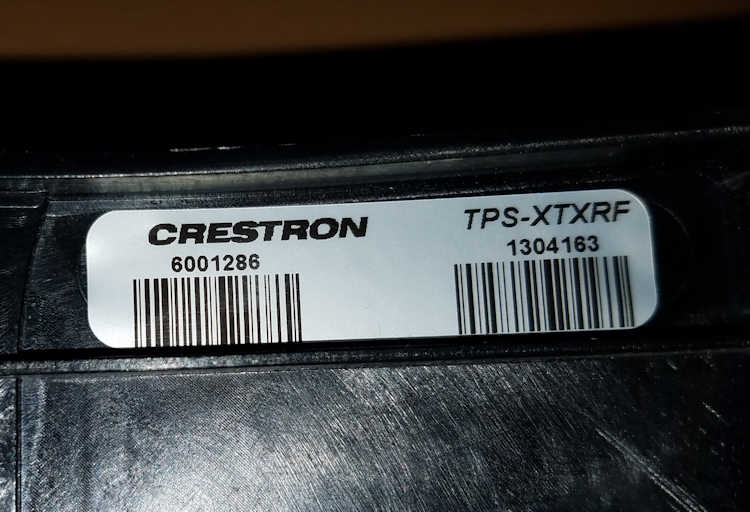 CRESTRON
6001286
TPS-XTXRF
1304163